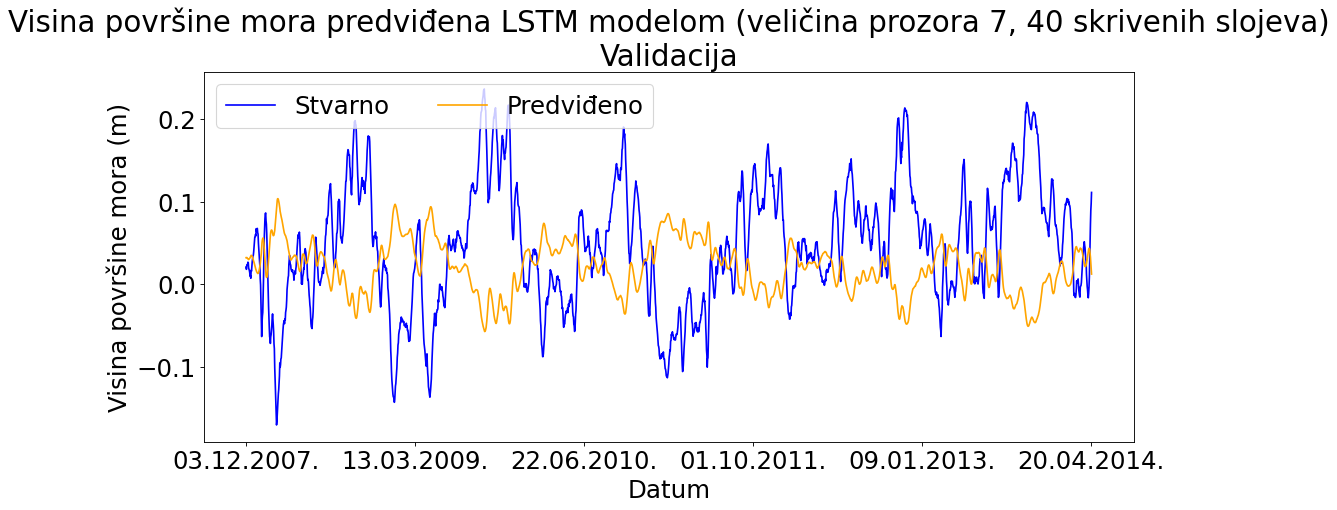 Visina površine mora predviđena LSTM modelom (veličina prozora 7, 40 skrivenih slojeva)
Validacija
Stvarno Predviđeno
Visina površine mora (m)
0.2
0.1
0.0
−0.1
03.12.2007. 13.03.2009. 22.06.2010. 01.10.2011. 09.01.2013. 20.04.2014.
Datum